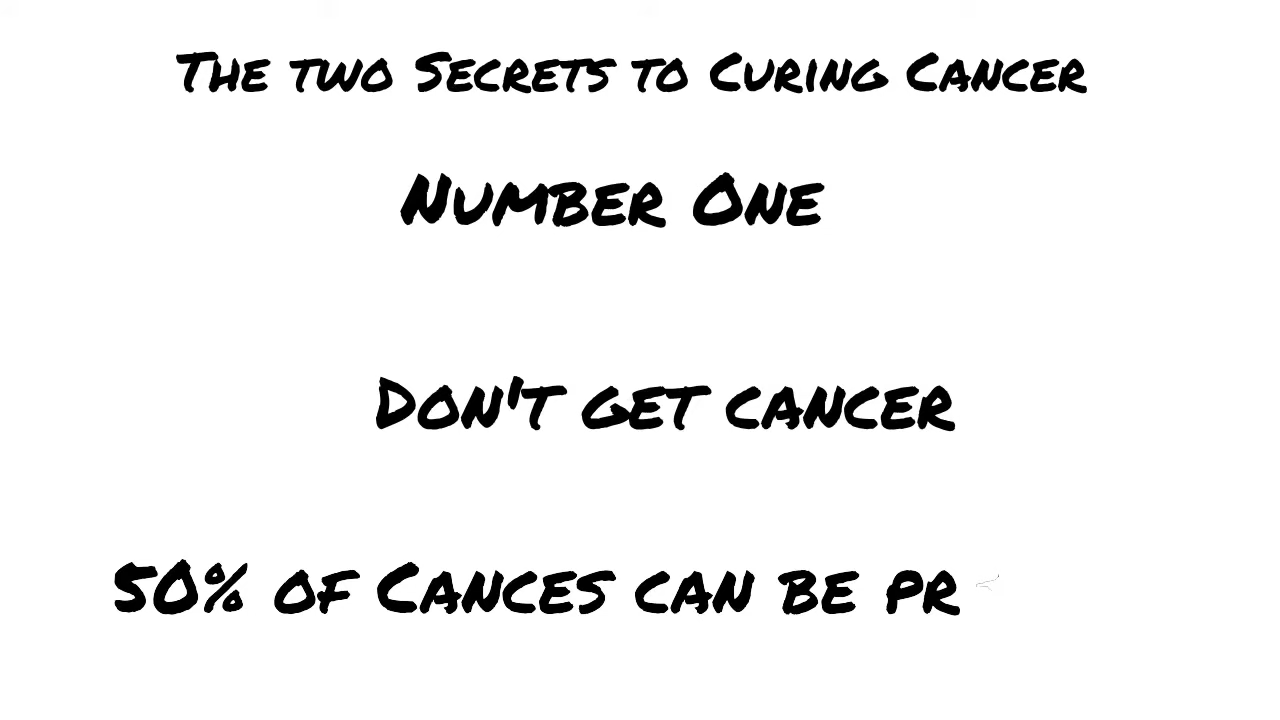 The two Secrets to Curing Cancer
Number One
Don't get cancer
50% of Cances can be pr